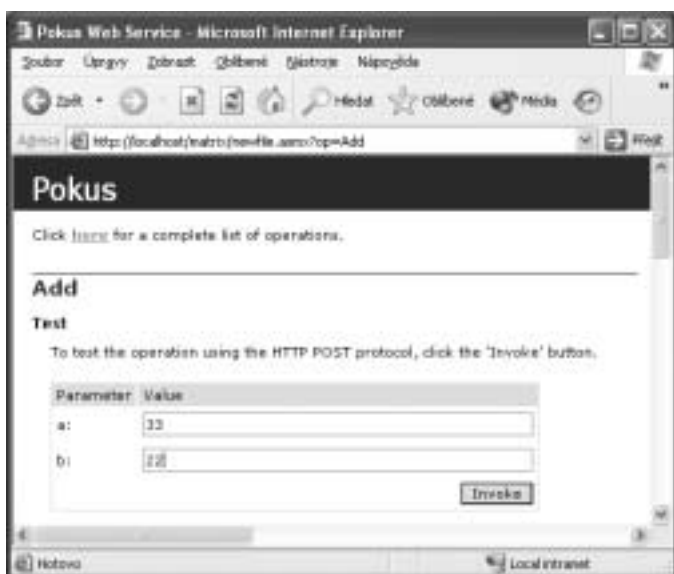 Pokus Web Service - Microsoft Internet Explorer
Soubor Úpravy Zobrazit Oblíbené Nástroje Nápověda
Zpět Hledat Oblíbené Média
Adresa http://localhost/matrix/newfile.asmx?op=Add Přejít
Pokus
Click here for a complete list of operations.
Add
Test
To test the operation using the HTTP POST protocol, click the 'Invoke' button.
Parameter Value
a: 33
b: 22
Invoke
Hotovo Local intranet